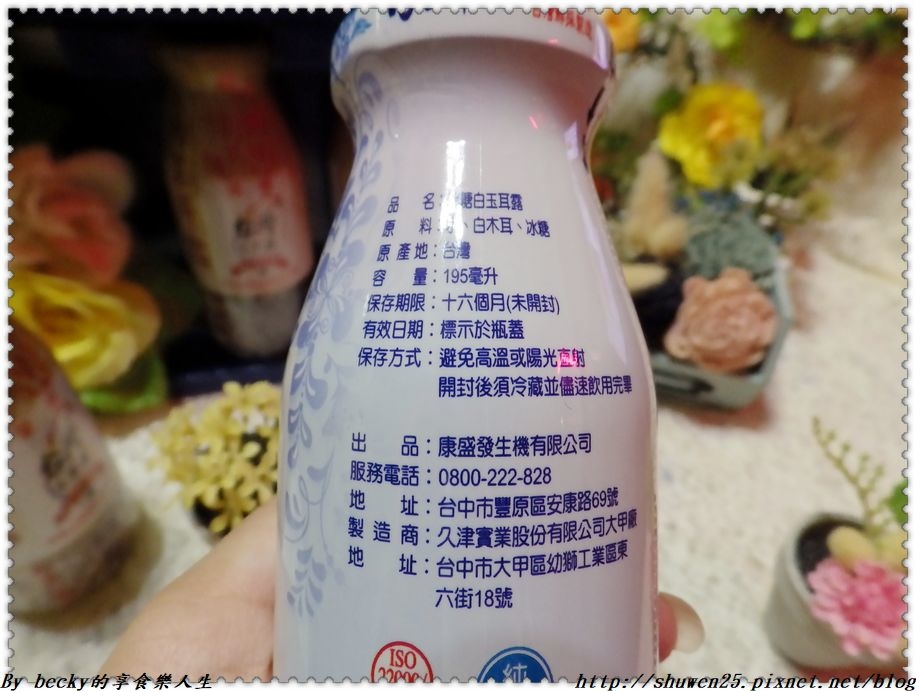 品名：冰糖白玉耳露
原料：水、白木耳、冰糖
原產地：台灣
容量：195毫升
保存期限：十六個月(未開封)
有效日期：標示於瓶蓋
保存方式：避免高溫或陽光直射
開封後須冷藏並儘速飲用完畢
出品：康盛發生機有限公司
服務電話：0800-222-828
地址：台中市豐原區安康路69號
製造商：久津實業股份有限公司大甲廠
地址：台中市大甲區幼獅工業區東
六街18號
ISO
純
By becky的享食樂人生
http://shuwen25.pixnet.net/blog